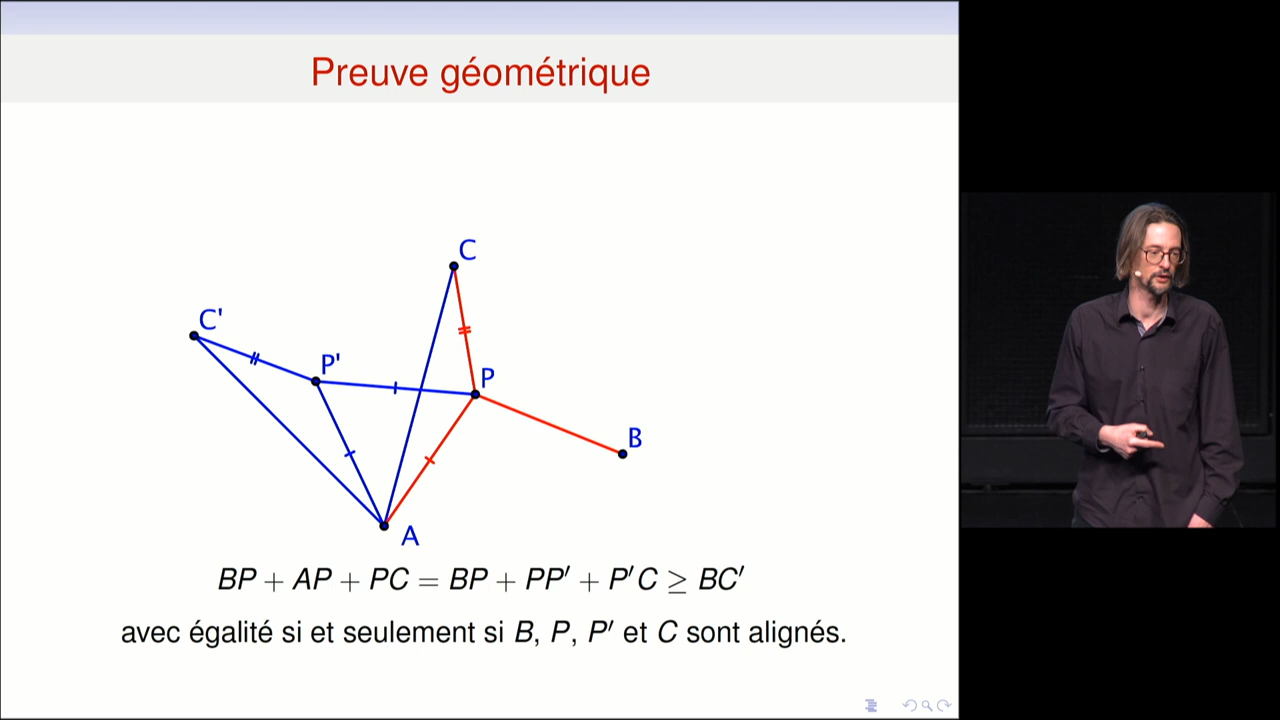 Preuve géométrique
C
C'
P'
P
B
A
BP + AP + PC = BP + PP′ + P′C ≥ BC′
avec égalité si et seulement si B, P, P′ et C sont alignés.